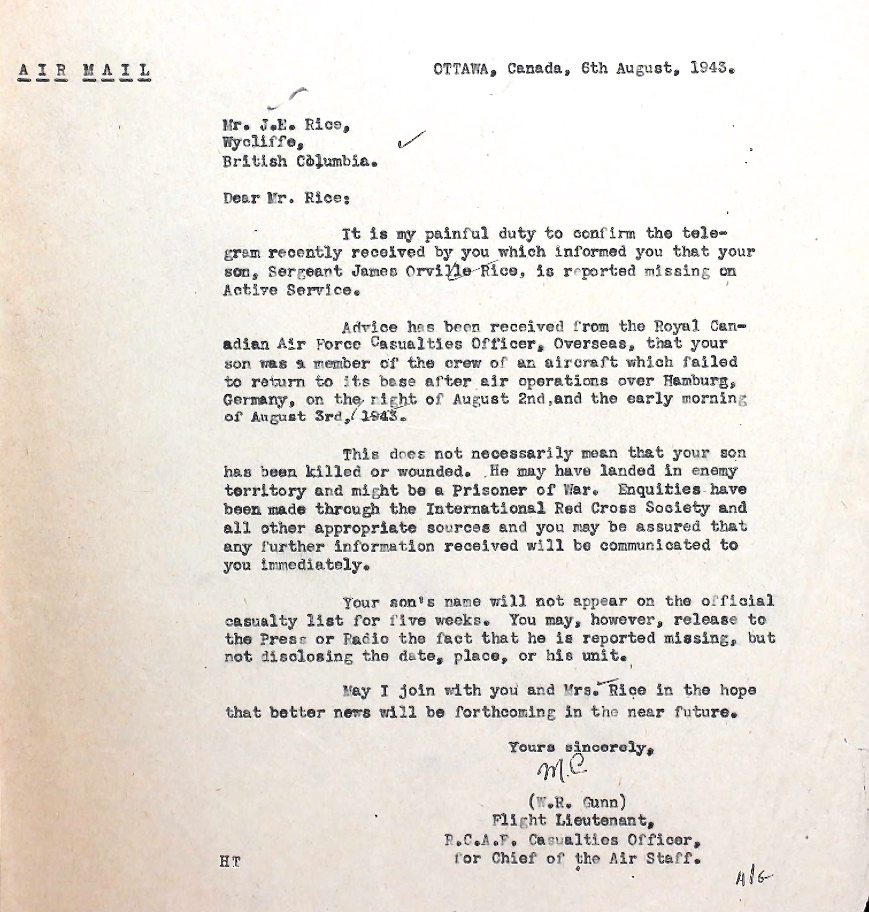 AIR MAIL
OTTAWA, Canada, 6th August, 1943.
Mr. J.E. Rice,
Wycliffe,
British Columbia.
Dear Mr. Rice:
It is my painful duty to confirm the tele-
gram recently received by you which informed you that your
son, Sergeant James Orville Rice, is reported missing on
Active Service.
Advice has been received from the Royal Can-
adian Air Force Casualties Officer, Overseas, that your
son was a member of the crew of an aircraft which failed
to return to its base after air operations over Hamburg,
Germany, on the night of August 2nd,and the early morning
of August 3rd, 1943.
This does not necessarily mean that your son
has been killed or wounded. He may have landed in enemy
territory and might be a Prisoner of War. Enquities have
been made through the International Red Cross Society and
all other appropriate sources and you may be assured that
any further information received will be communicated to
you immediately.
Your son's name will not appear on the official
casualty list for five weeks. You may, however, release to
the Press or Radio the fact that he is reported missing, but
not disclosing the date, place, or his unit.
May I join with you and Mrs. Rice in the hope
that better news will be forthcoming in the near future.
Yours sincerely,
(W.R. Gunn)
Flight Lieutenant,
R.C.A.F. Casualties Officer,
for Chief of the Air Staff.
HT